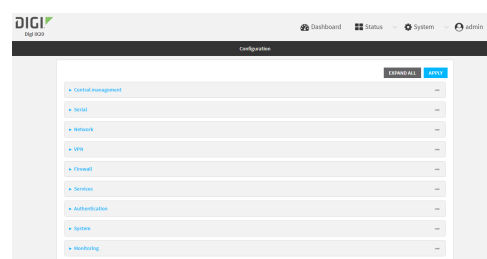 DIGI
Digi IX20
Dashboard
Status
System
admin
Configuration
EXPAND ALL
APPLY
Central management
Serial
Network
VPN
Firewall
Services
Authentication
System
Monitoring